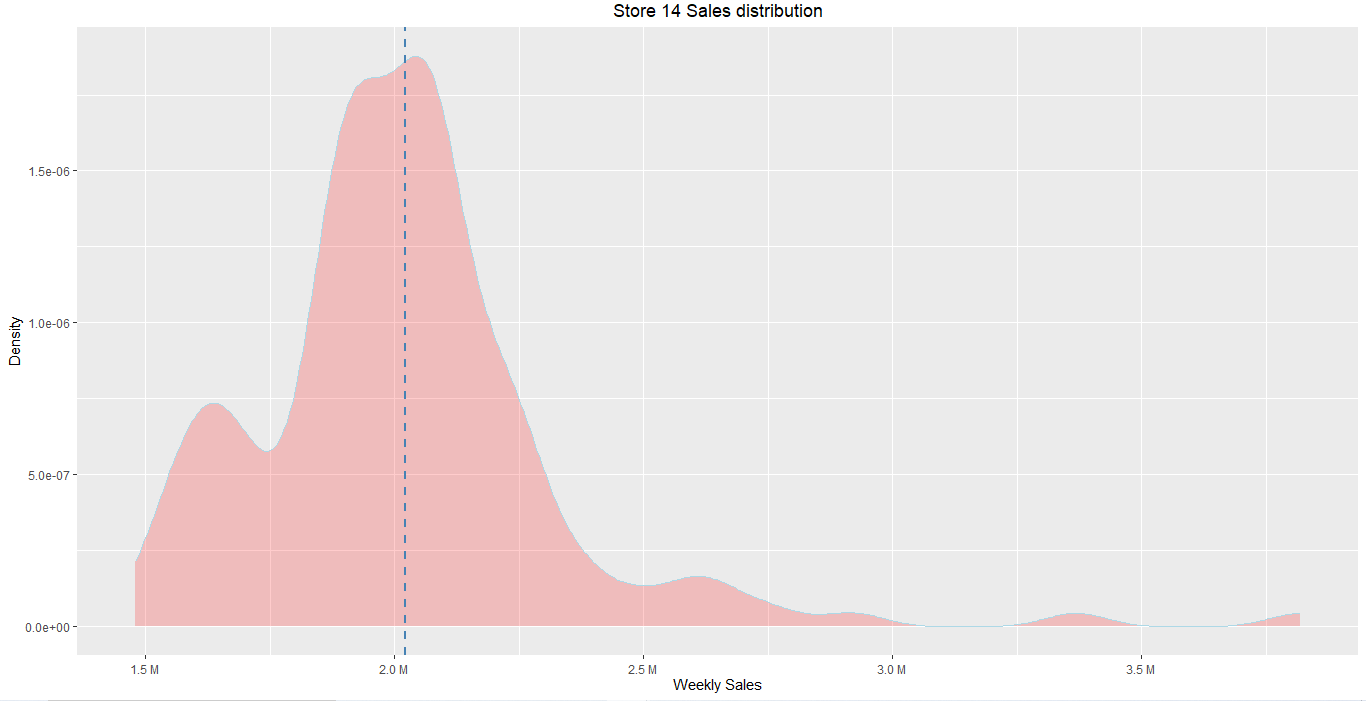 Store 14 Sales distribution
Density
1.5e-06
1.0e-06
5.0e-07
0.0e+00
1.5 M 2.0 M 2.5 M 3.0 M 3.5 M
Weekly Sales